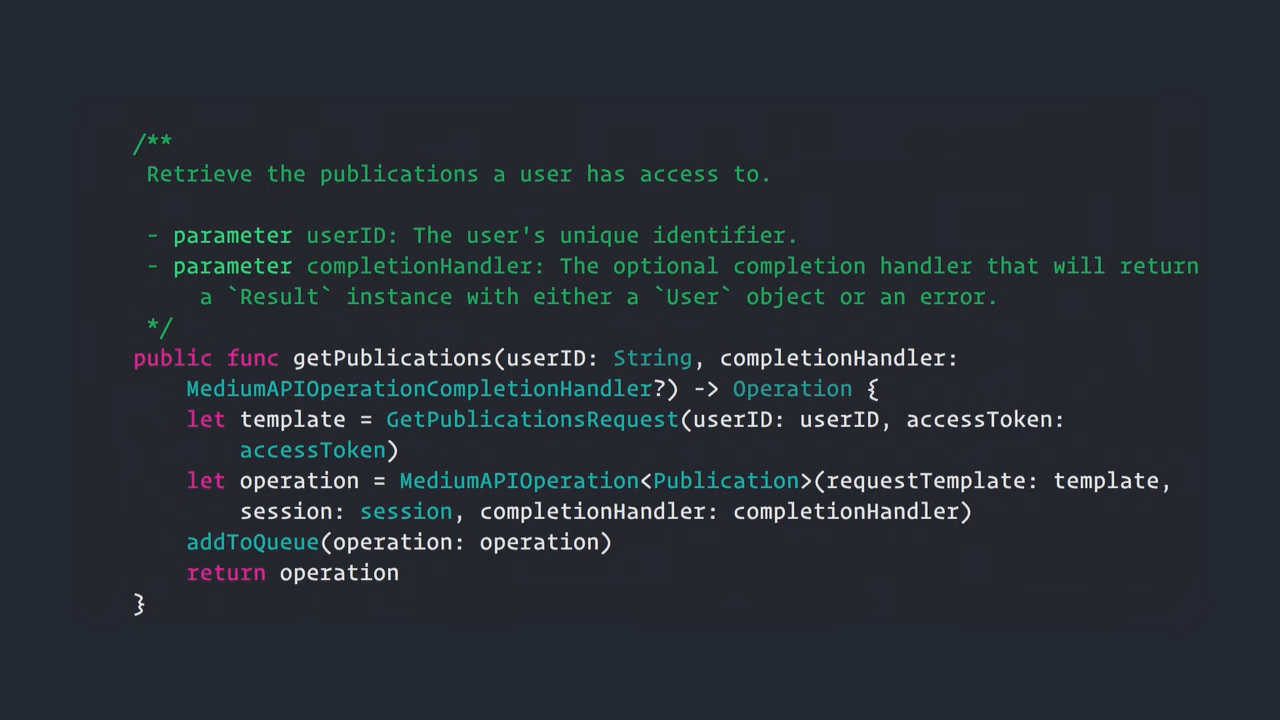 /**
Retrieve the publications a user has access to.
- parameter userID: The user's unique identifier.
- parameter completionHandler: The optional completion handler that will return
a `Result` instance with either a `User` object or an error.
*/
public func getPublications(userID: String, completionHandler:
MediumAPIOperationCompletionHandler?) -> Operation {
let template = GetPublicationsRequest(userID: userID, accessToken:
accessToken)
let operation = MediumAPIOperation<Publication>(requestTemplate: template,
session: session, completionHandler: completionHandler)
addToQueue(operation: operation)
return operation
}